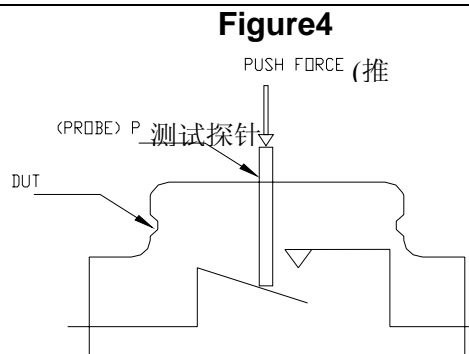 Figure4
PUSH FORCE (推
(PROBE) P 测试探针
DUT